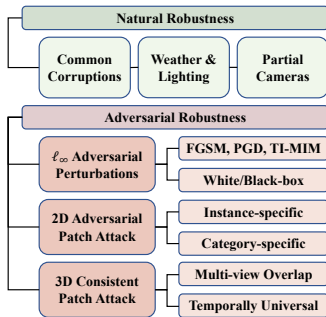 Natural Robustness
Common
Corruptions
Weather &
Lighting
Partial
Cameras
Adversarial Robustness
ℓ∞ Adversarial
Perturbations
FGSM, PGD, TI-MIM
White/Black-box
2D Adversarial
Patch Attack
Instance-specific
Category-specific
3D Consistent
Patch Attack
Multi-view Overlap
Temporally Universal